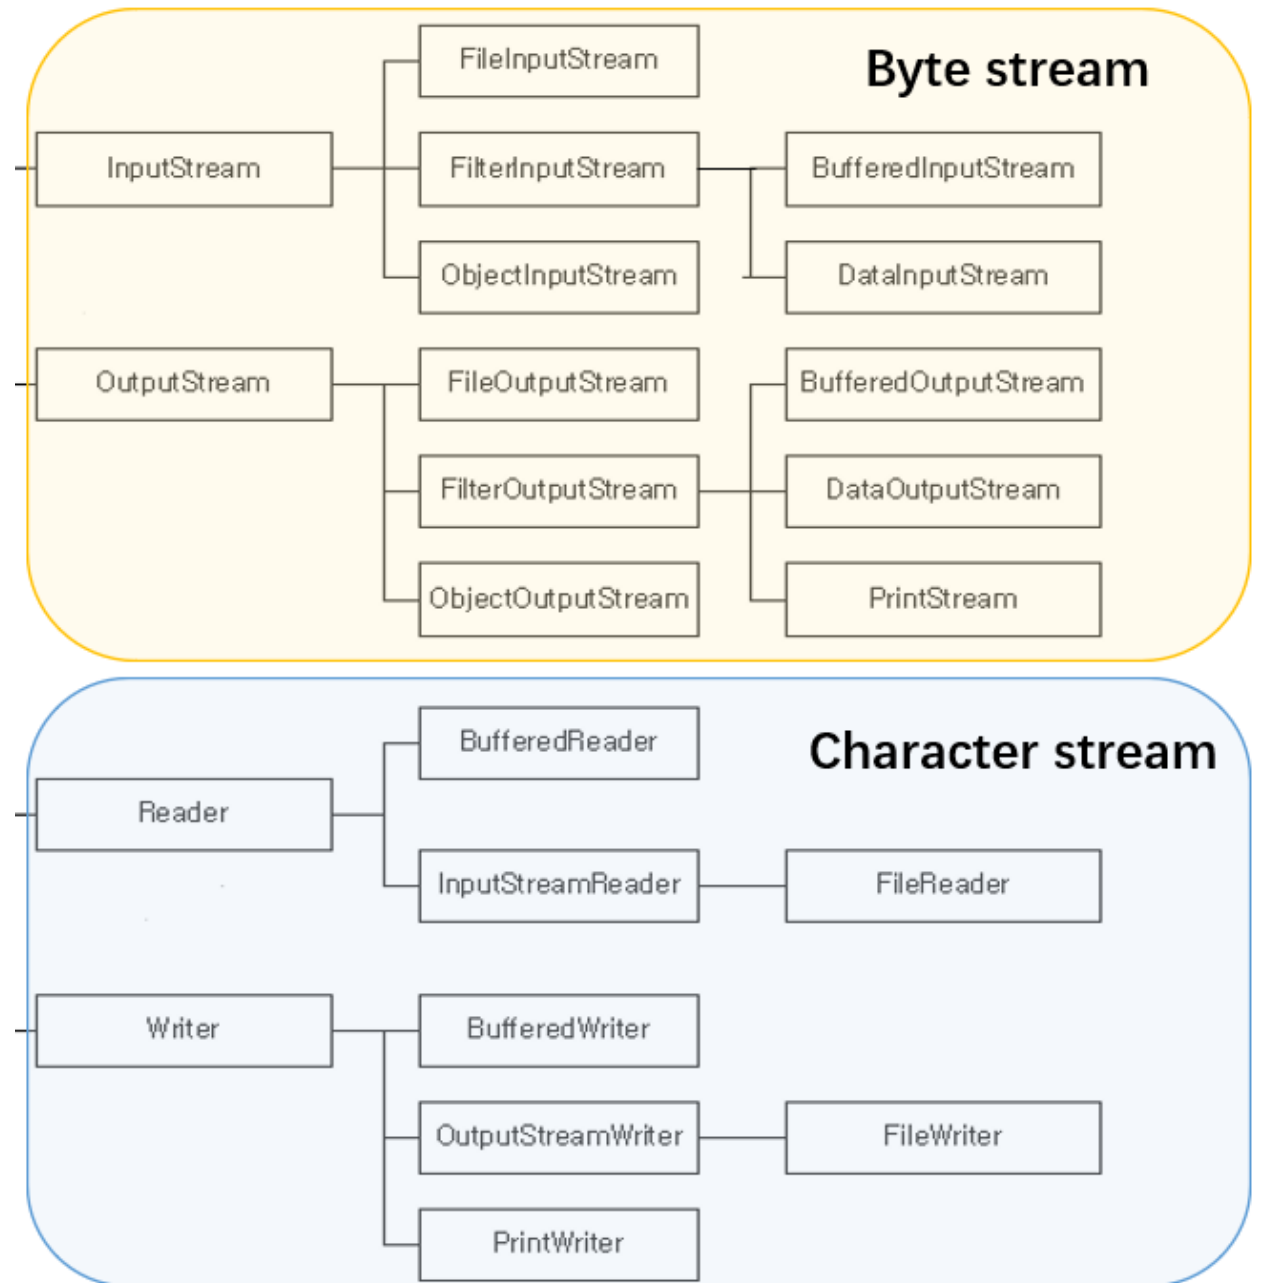 Byte stream
FileInputStream
InputStream
FilterInputStream
BufferedInputStream
ObjectInputStream
DataInputStream
OutputStream
FileOutputStream
BufferedOutputStream
FilterOutputStream
DataOutputStream
ObjectOutputStream
PrintStream
Character stream
BufferedReader
Reader
InputStreamReader
FileReader
Writer
BufferedWriter
OutputStreamWriter
FileWriter
PrintWriter